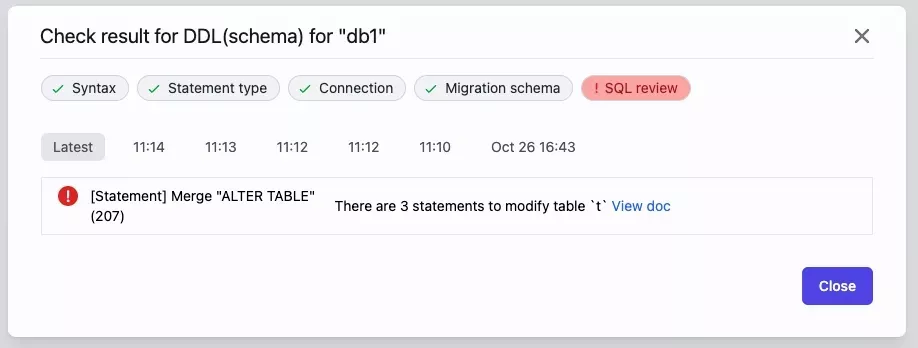 Check result for DDL(schema) for "db1"
Syntax Statement type Connection Migration schema ! SQL review
Latest 11:14 11:13 11:12 11:12 11:10 Oct 26 16:43
[Statement] Merge "ALTER TABLE"
(207)
There are 3 statements to modify table `t` View doc
Close